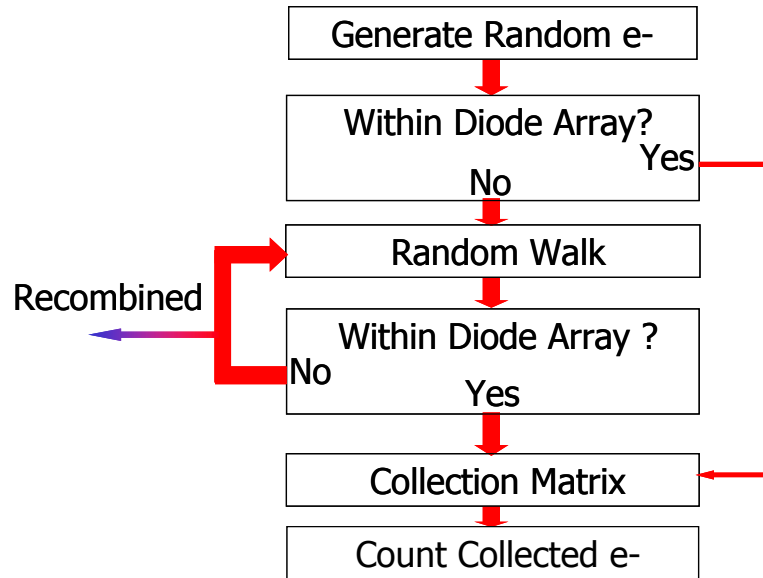 Generate Random e-
Within Diode Array?
Yes
No
Random Walk
Recombined
Within Diode Array ?
No
Yes
Collection Matrix
Count Collected e-